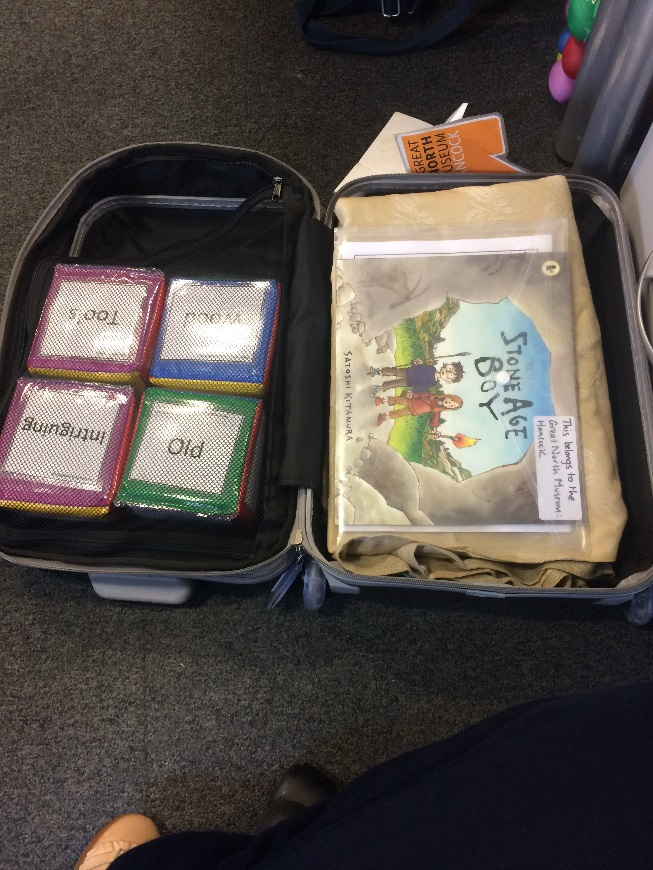 GREAT
NORTH
MUSEUM
HANCOCK
Tools
Wood
Intriguing
Old
STONE AGE
BOY
SATOSHI KITAMURA
This belongs to the
Great North Museum:
Hancock